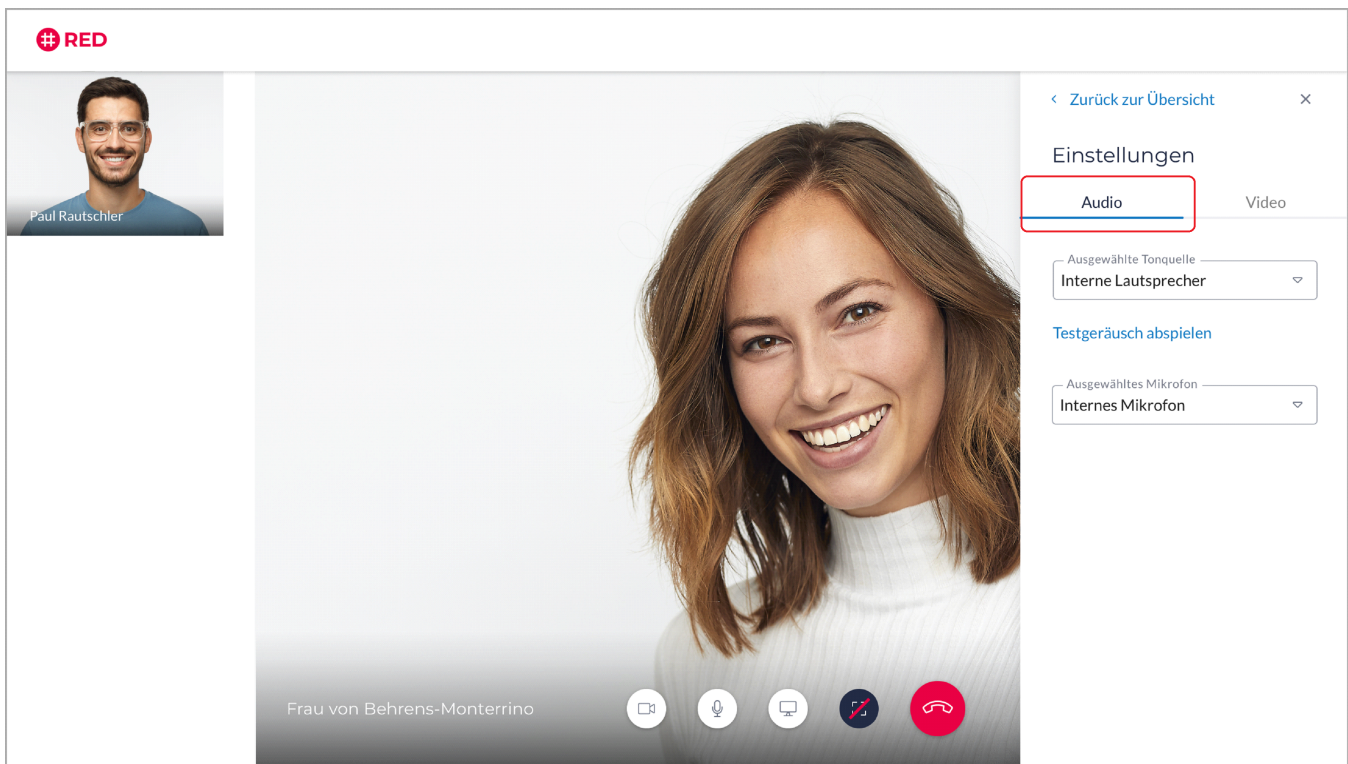 # RED
Paul Rautschler
Frau von Behrens-Monterrino
Zurück zur Übersicht
Einstellungen
Audio
Video
Ausgewählte Tonquelle
Interne Lautsprecher
Testgeräusch abspielen
Ausgewähltes Mikrofon
Internes Mikrofon